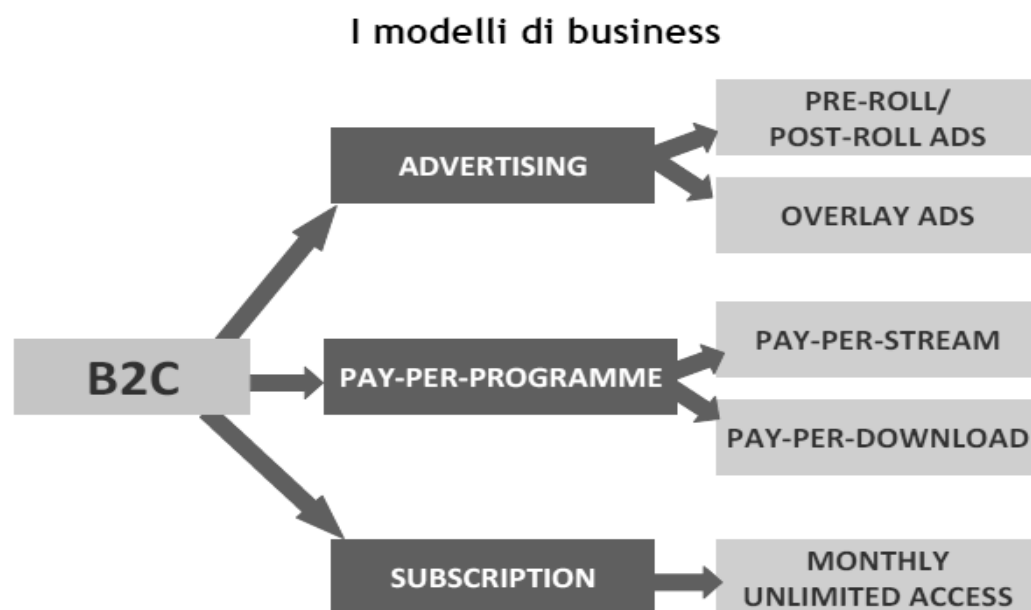 I modelli di business
PRE-ROLL/
POST-ROLL ADS
ADVERTISING
OVERLAY ADS
B2C
PAY-PER-PROGRAMME
PAY-PER-STREAM
PAY-PER-DOWNLOAD
SUBSCRIPTION
MONTHLY
UNLIMITED ACCESS